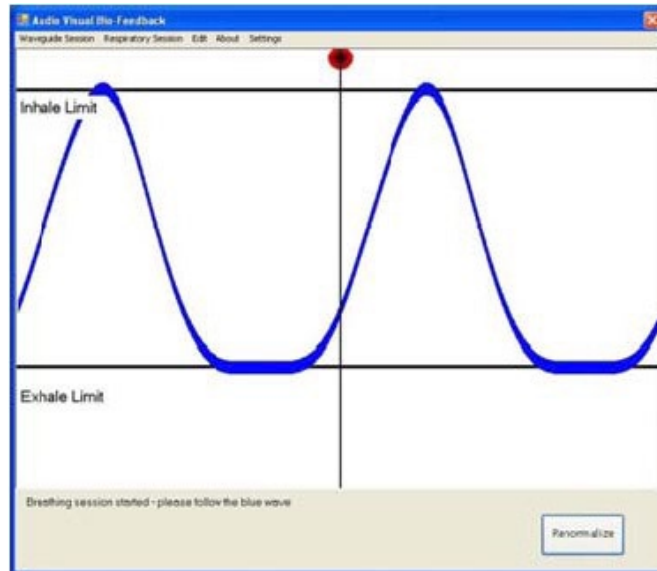 Audio Visual Bio-Feedback
Waveguide Session Respiratory Session Edit About Settings
Inhale Limit
Exhale Limit
Breathing session started - please follow the blue wave
Renormalize